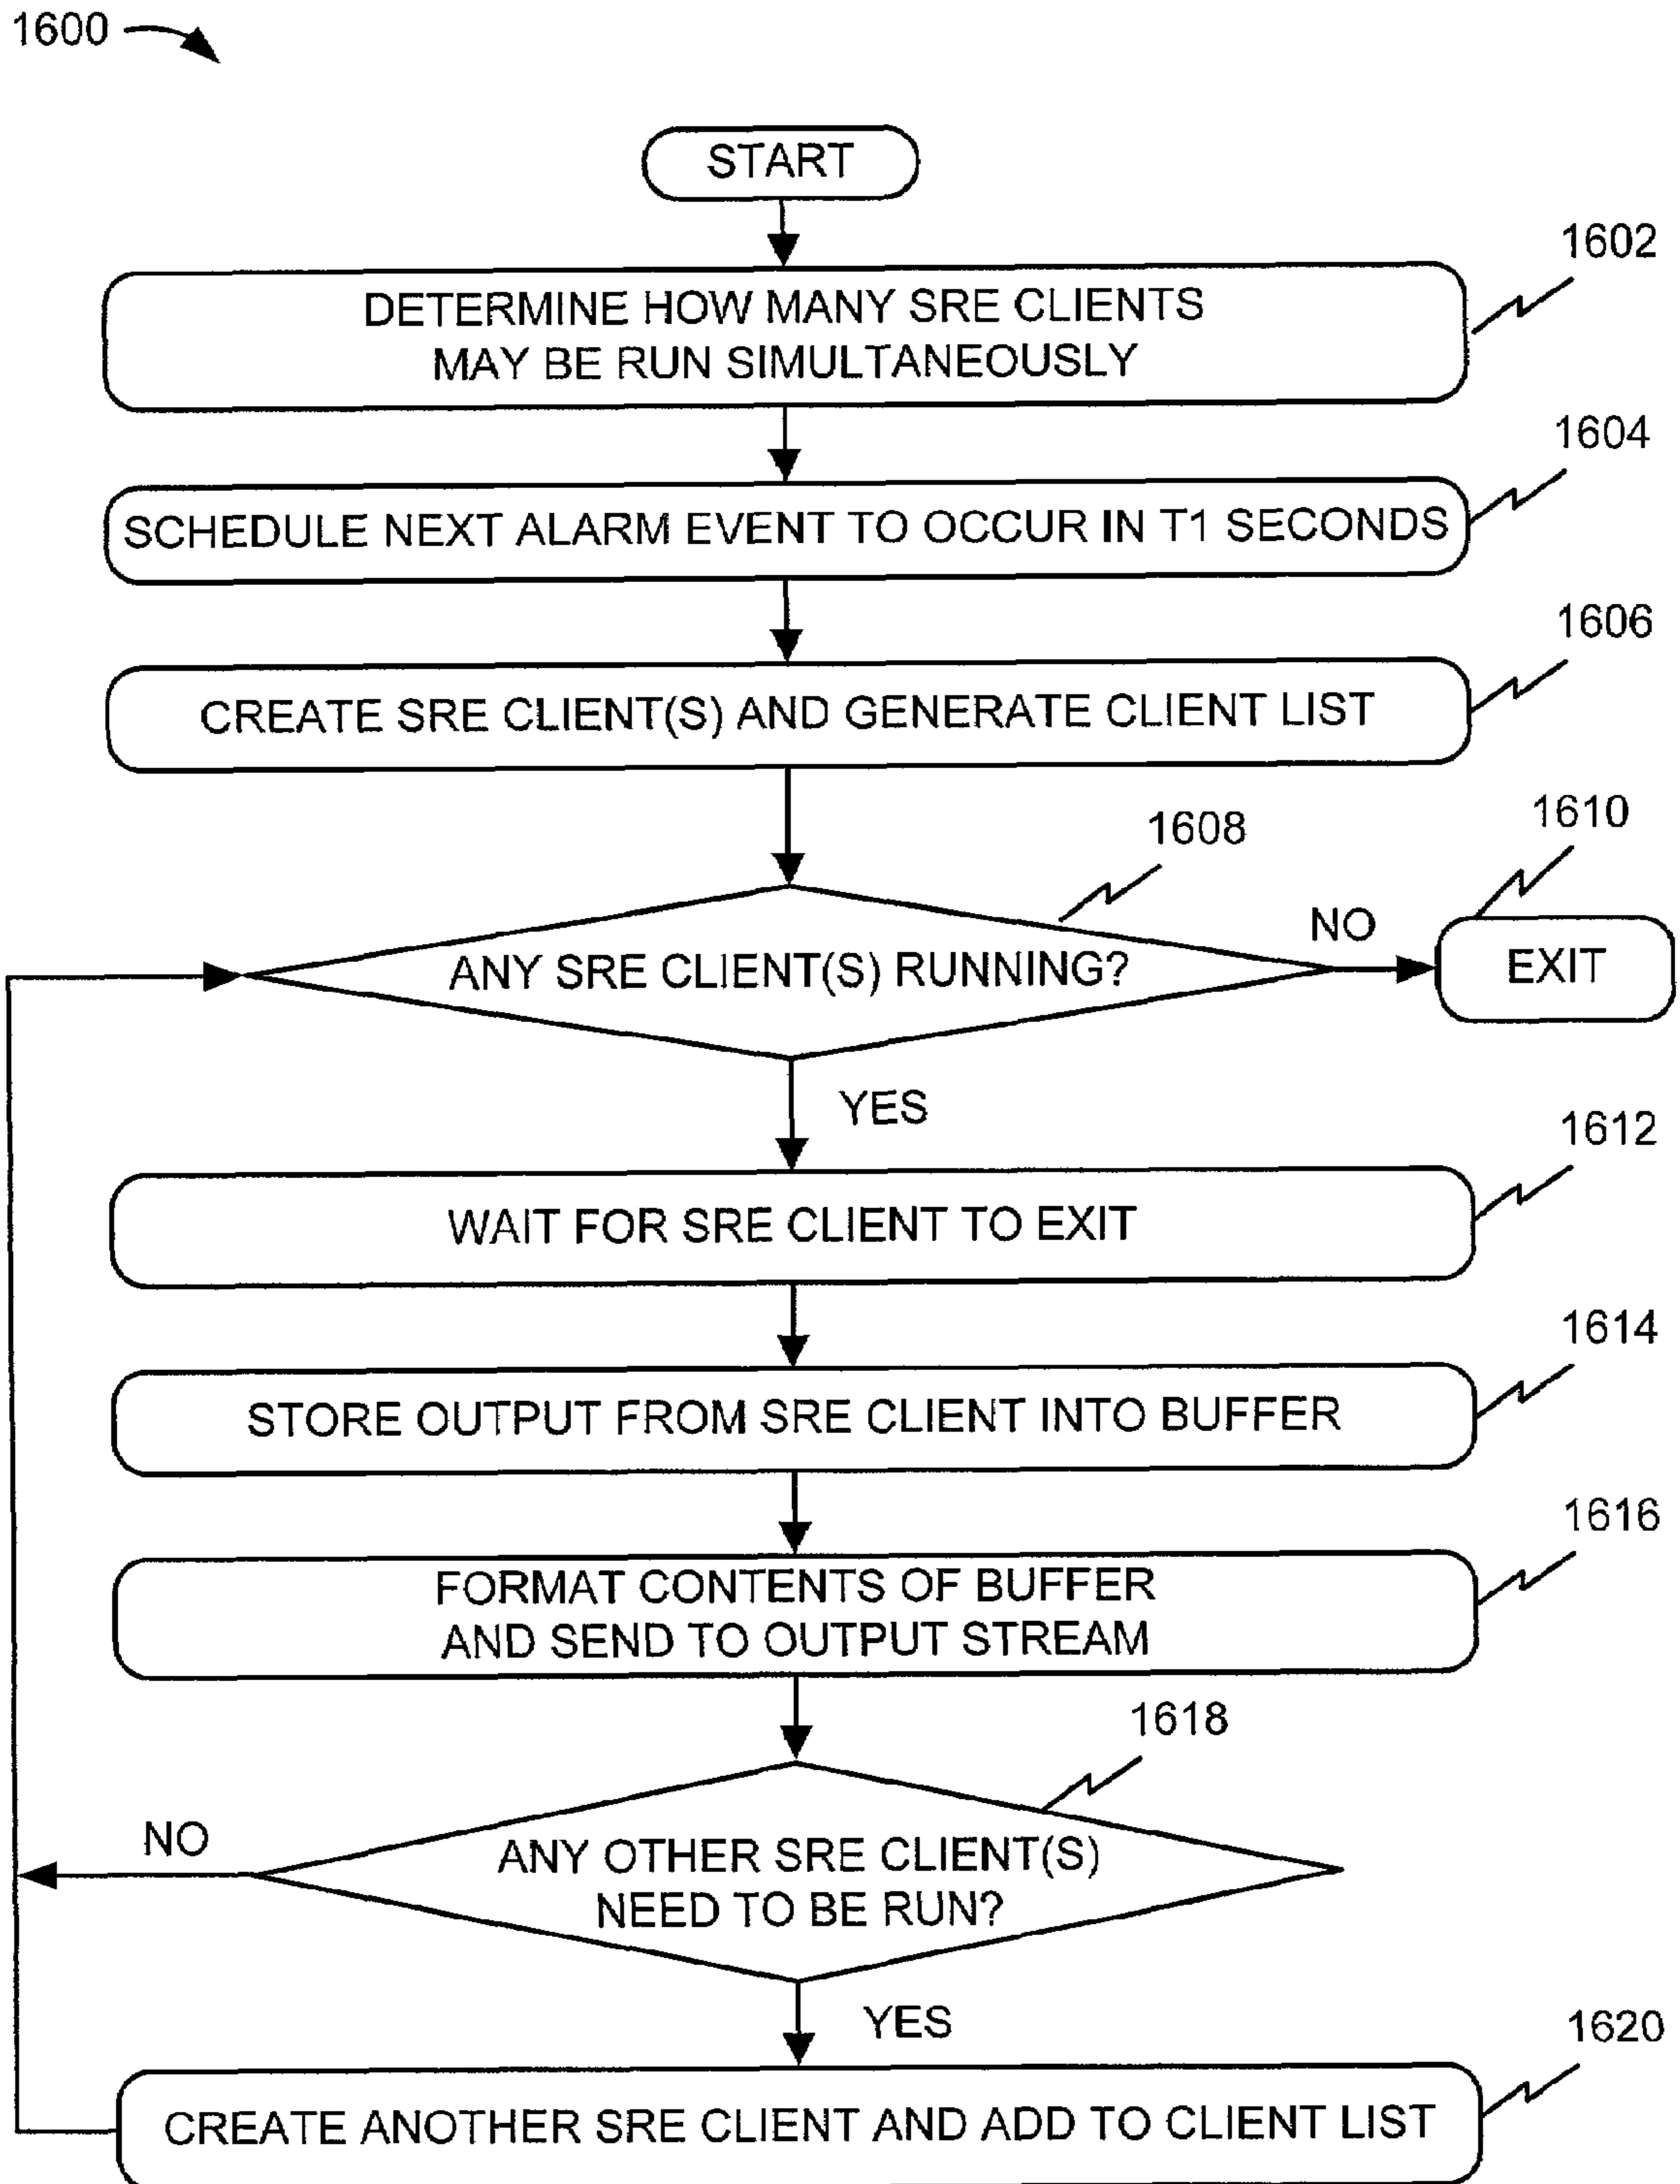 1600
START
1602
DETERMINE HOW MANY SRE CLIENTS
MAY BE RUN SIMULTANEOUSLY
1604
SCHEDULE NEXT ALARM EVENT TO OCCUR IN T1 SECONDS
1606
CREATE SRE CLIENT(S) AND GENERATE CLIENT LIST
1608
1610
ANY SRE CLIENT(S) RUNNING?
NO
EXIT
YES
1612
WAIT FOR SRE CLIENT TO EXIT
1614
STORE OUTPUT FROM SRE CLIENT INTO BUFFER
1616
FORMAT CONTENTS OF BUFFER
AND SEND TO OUTPUT STREAM
1618
NO
ANY OTHER SRE CLIENT(S)
NEED TO BE RUN?
YES
1620
CREATE ANOTHER SRE CLIENT AND ADD TO CLIENT LIST